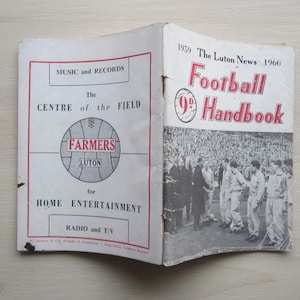 MUSIC and RECORDS
The
CENTRE of the FIELD
FARMERS
LUTON
for
HOME ENTERTAINMENT
RADIO and T/V
1959 The Luton News 1960
Football
9D Handbook